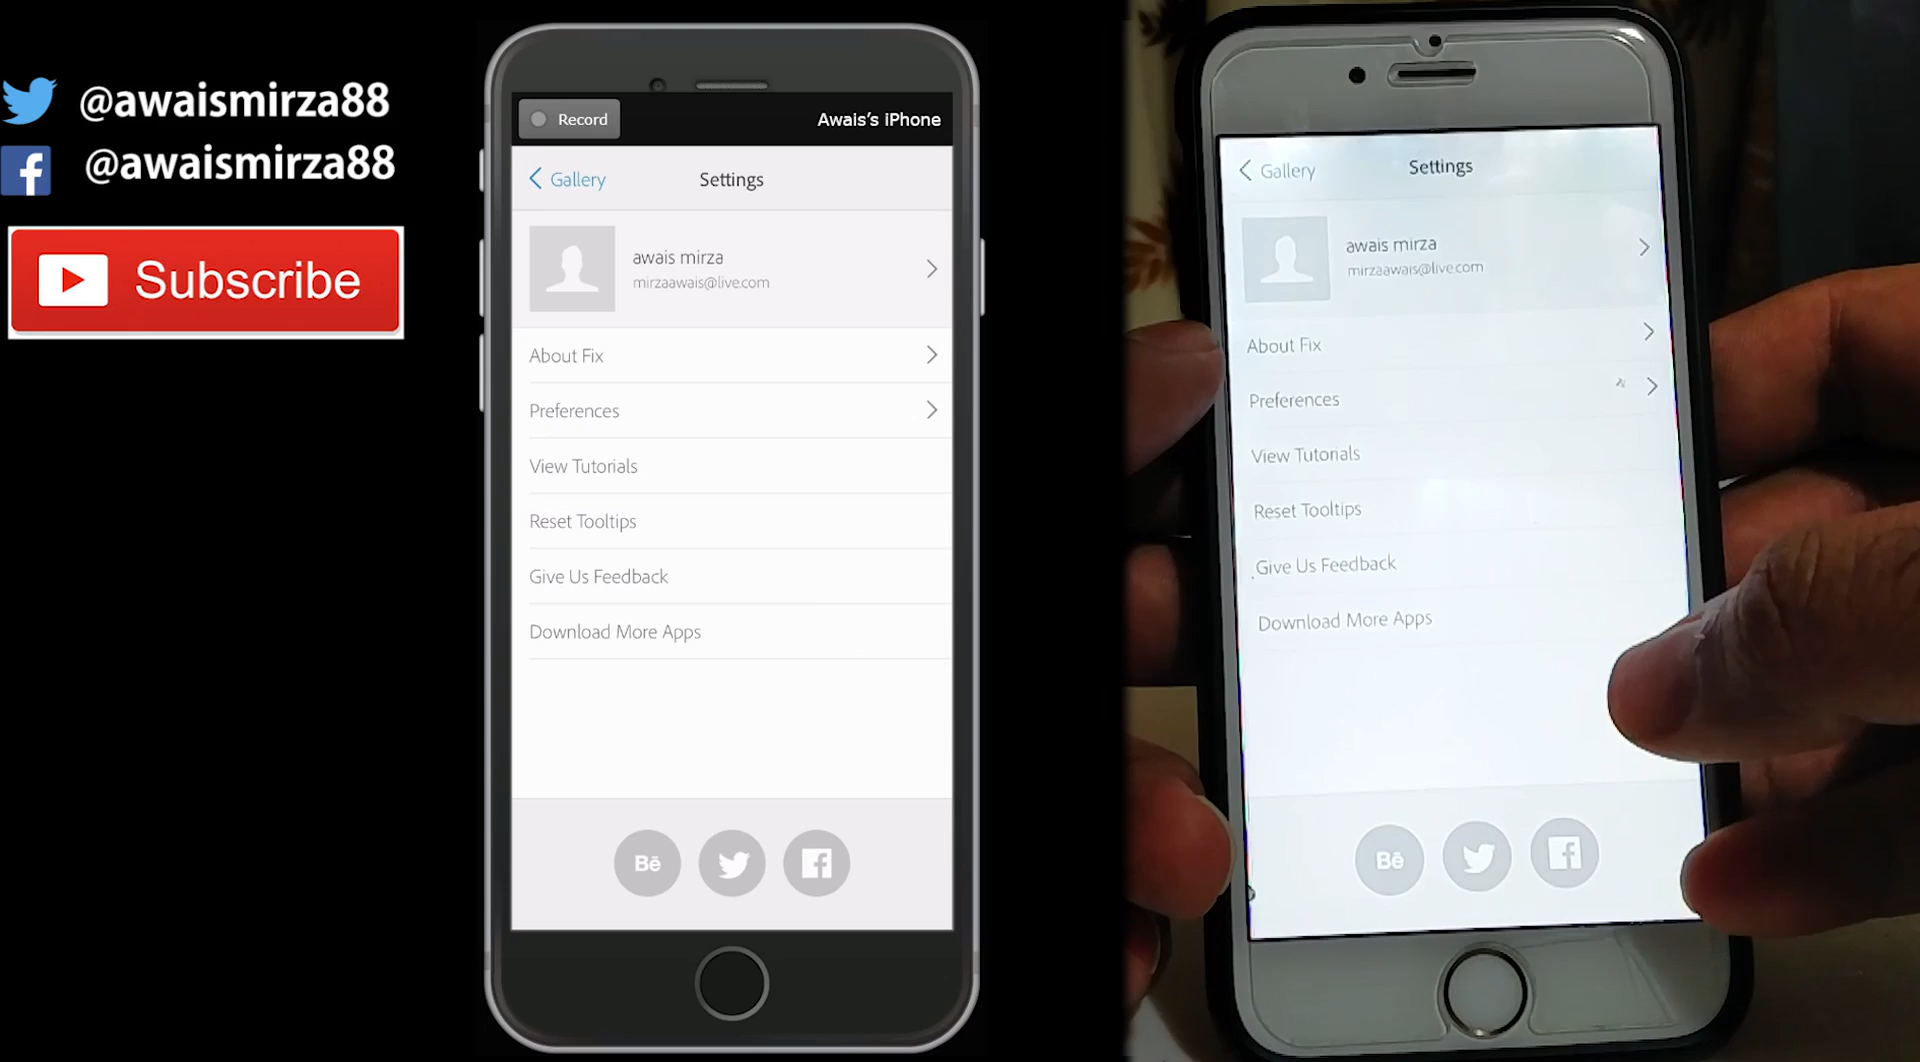 @awaismirza88
@awaismirza88
Subscribe
Record
Awais's iPhone
Gallery
Settings
awais mirza
mirzaawais@live.com
About Fix
Preferences
View Tutorials
Reset Tooltips
Give Us Feedback
Download More Apps
Bē
Gallery
Settings
awais mirza
mirzaawais@live.com
About Fix
Preferences
View Tutorials
Reset Tooltips
Give Us Feedback
Download More Apps
Bē